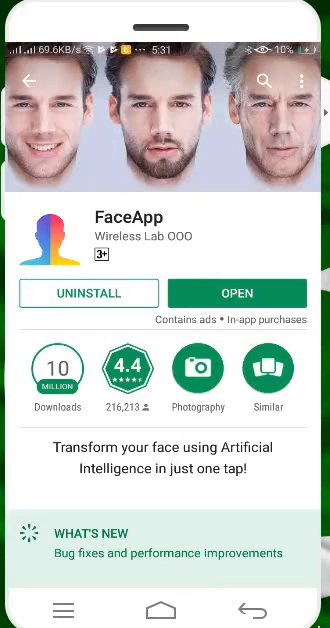 69.6KB/s ... 5:31 10%
FaceApp
Wireless Lab OOO
3+
UNINSTALL
OPEN
Contains ads • In-app purchases
10
MILLION
Downloads
4.4
216,213
Photography
Similar
Transform your face using Artificial
Intelligence in just one tap!
WHAT'S NEW
Bug fixes and performance improvements